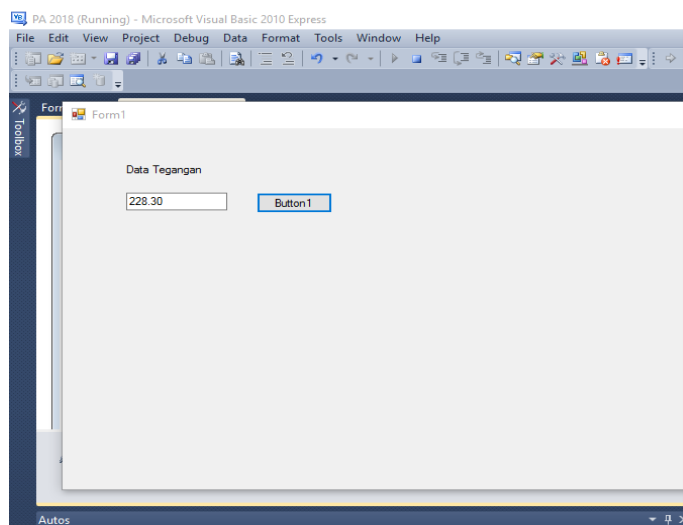 PA 2018 (Running) - Microsoft Visual Basic 2010 Express
File Edit View Project Debug Data Format Tools Window Help
Toolbox
Form1
Data Tegangan
228.30
Button1
Autos